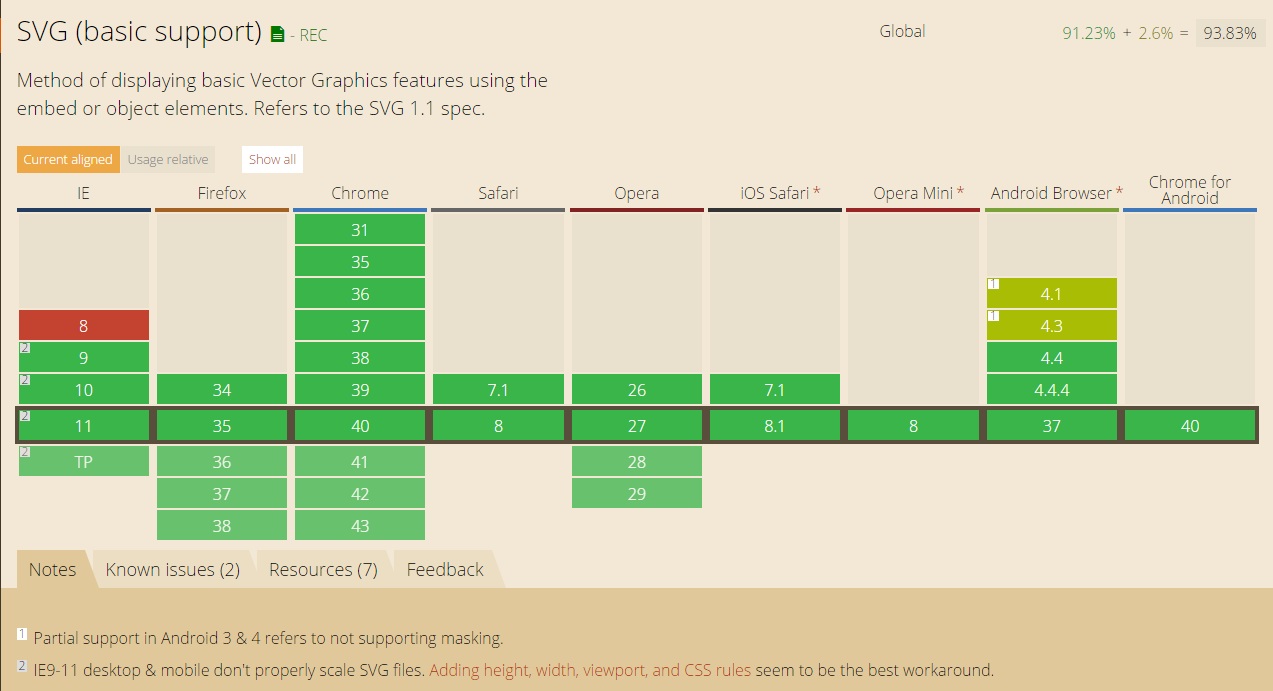 SVG (basic support) - REC
Global 91.23% + 2.6% = 93.83%
Method of displaying basic Vector Graphics features using the
embed or object elements. Refers to the SVG 1.1 spec.
Current aligned Usage relative Show all
IE Firefox Chrome Safari Opera iOS Safari * Opera Mini * Android Browser * Chrome for Android
31
35
36 1 4.1
8 37 1 4.3
2 9 38 4.4
2 10 34 39 7.1 26 7.1 4.4.4
2 11 35 40 8 27 8.1 8 37 40
2 TP 36 41 28
37 42 29
38 43
Notes Known issues (2) Resources (7) Feedback
1 Partial support in Android 3 & 4 refers to not supporting masking.
2 IE9-11 desktop & mobile don't properly scale SVG files. Adding height, width, viewport, and CSS rules seem to be the best workaround.